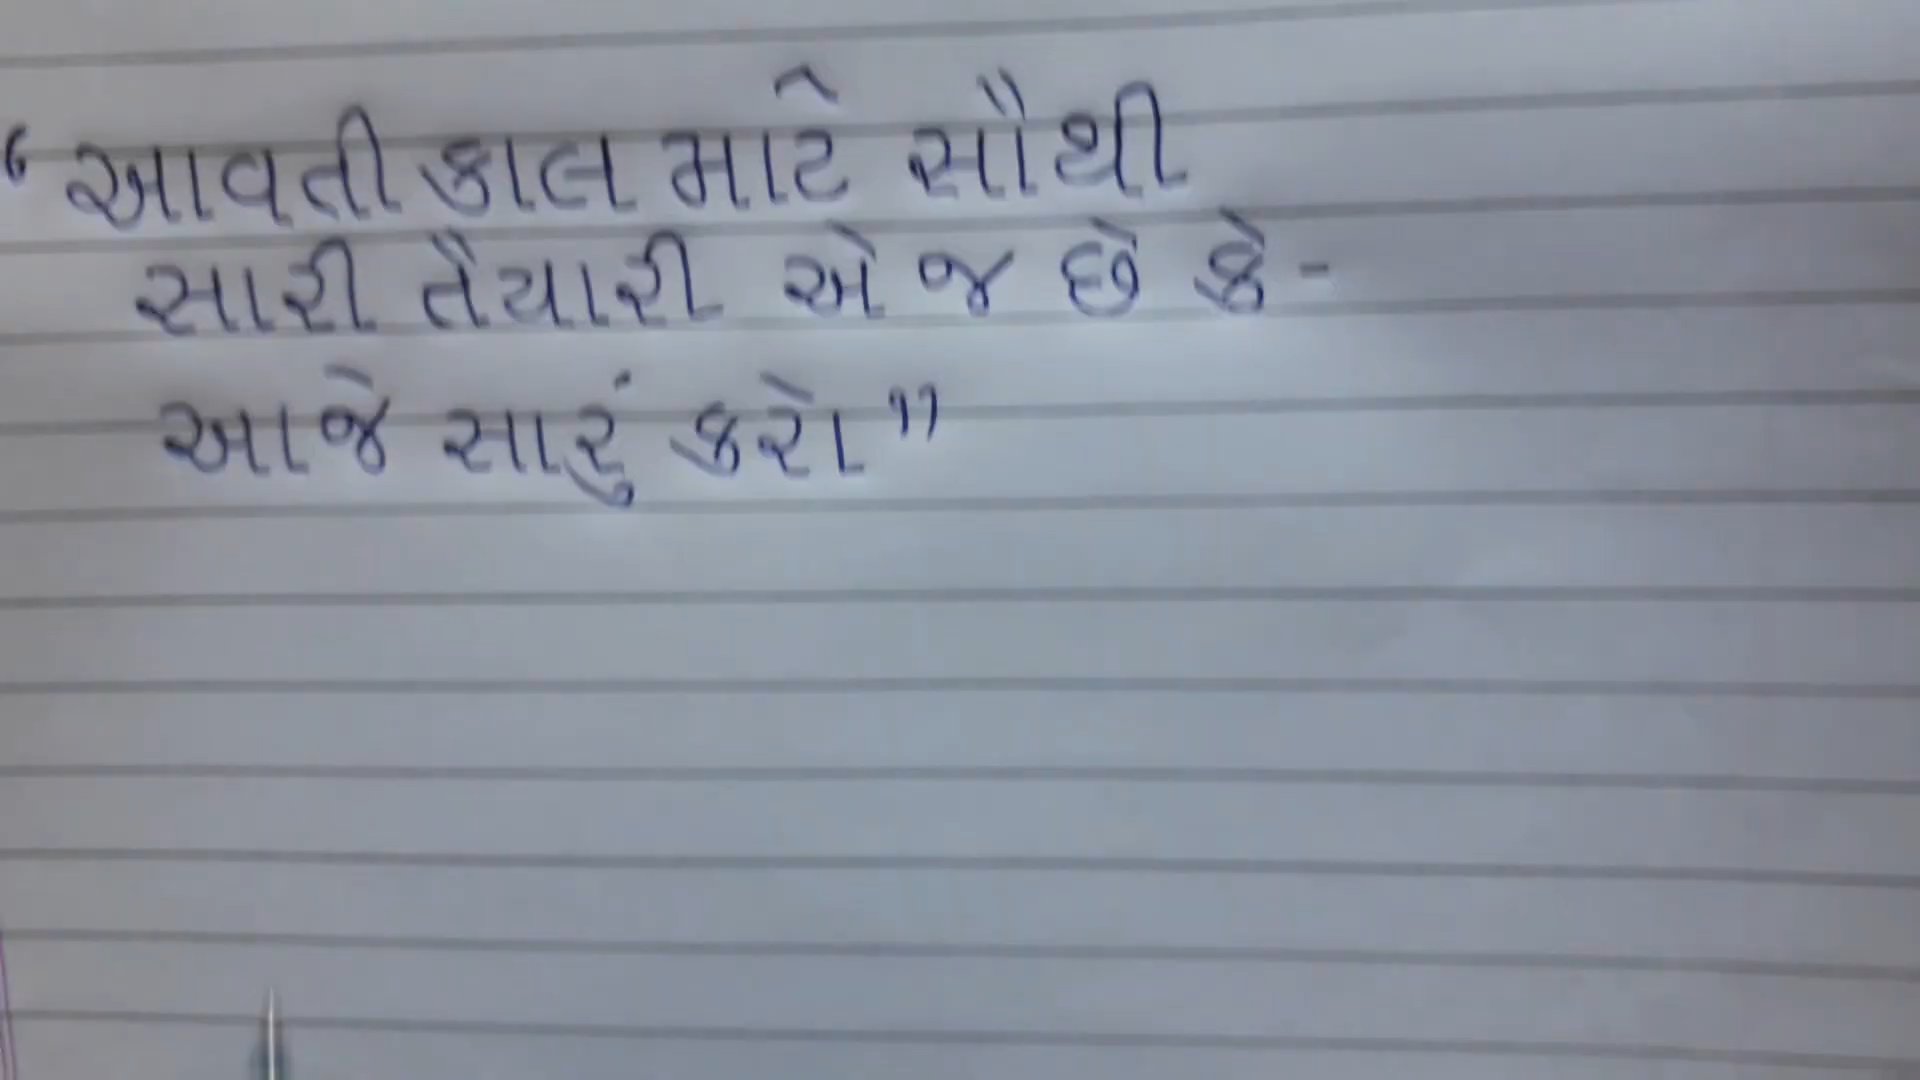 “આવતી કાલ માટે સૌથી
સારી તૈયારી એ જ છે કે-
આજે સારું કરો”